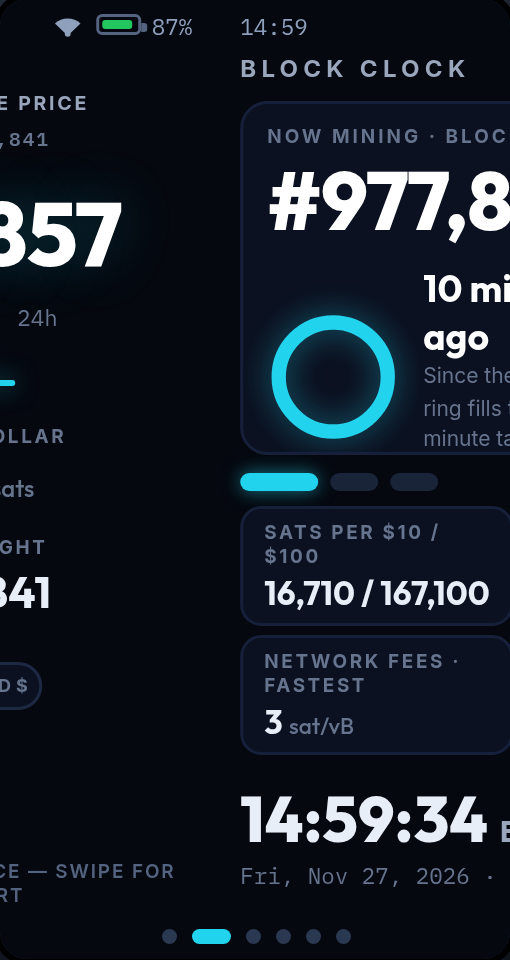 87%
14:59
BLOCK CLOCK
E PRICE
,841
857
24h
OLLAR
sats
GHT
841
D $
CE — SWIPE FOR
RT
NOW MINING · BLOC
#977,8
10 mi
ago
Since the
ring fills t
minute ta
SATS PER $10 /
$100
16,710 / 167,100
NETWORK FEES ·
FASTEST
3 sat/vB
14:59:34 E
Fri, Nov 27, 2026 ·